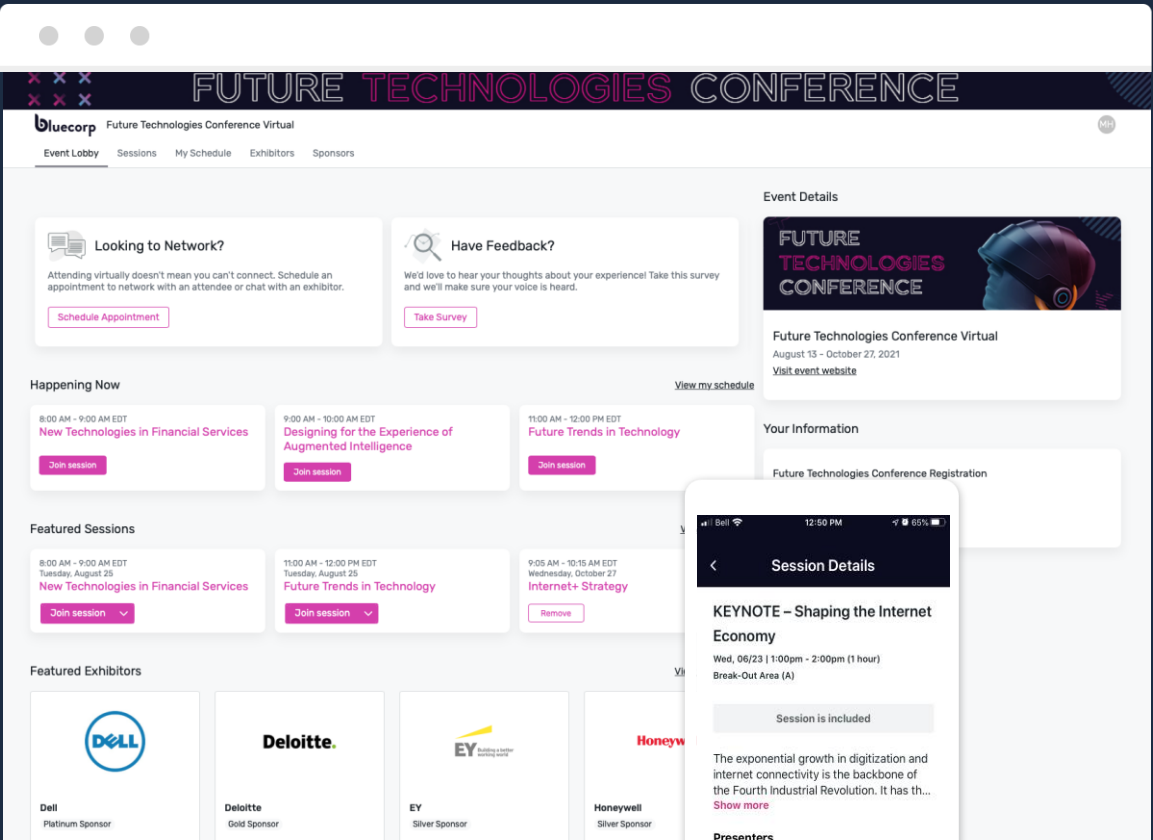 FUTURE TECHNOLOGIES CONFERENCE
bluecorp Future Technologies Conference Virtual
MH
Event Lobby Sessions My Schedule Exhibitors Sponsors
Looking to Network?
Attending virtually doesn't mean you can't connect. Schedule an
appointment to network with an attendee or chat with an exhibitor.
Schedule Appointment
Have Feedback?
We'd love to hear your thoughts about your experience! Take this survey
and we'll make sure your voice is heard.
Take Survey
Event Details
FUTURE
TECHNOLOGIES
CONFERENCE
Future Technologies Conference Virtual
August 13 - October 27, 2021
Visit event website
Happening Now
View my schedule
8:00 AM - 9:00 AM EDT
New Technologies in Financial Services
Join session
9:00 AM - 10:00 AM EDT
Designing for the Experience of
Augmented Intelligence
Join session
11:00 AM - 12:00 PM EDT
Future Trends in Technology
Join session
Your Information
Future Technologies Conference Registration
Featured Sessions
8:00 AM - 9:00 AM EDT
Tuesday, August 25
New Technologies in Financial Services
Join session
11:00 AM - 12:00 PM EDT
Tuesday, August 25
Future Trends in Technology
Join session
9:05 AM - 10:15 AM EDT
Wednesday, October 27
Internet+ Strategy
Remove
Featured Exhibitors
DELL
Dell
Platinum Sponsor
Deloitte.
Deloitte
Gold Sponsor
EY Building a better
working world
EY
Silver Sponsor
Honeyw
Honeywell
Silver Sponsor
Bell 12:50 PM 65%
Session Details
KEYNOTE – Shaping the Internet
Economy
Wed, 06/23 | 1:00pm - 2:00pm (1 hour)
Break-Out Area (A)
Session is included
The exponential growth in digitization and
internet connectivity is the backbone of
the Fourth Industrial Revolution. It has th...
Show more
Presenters